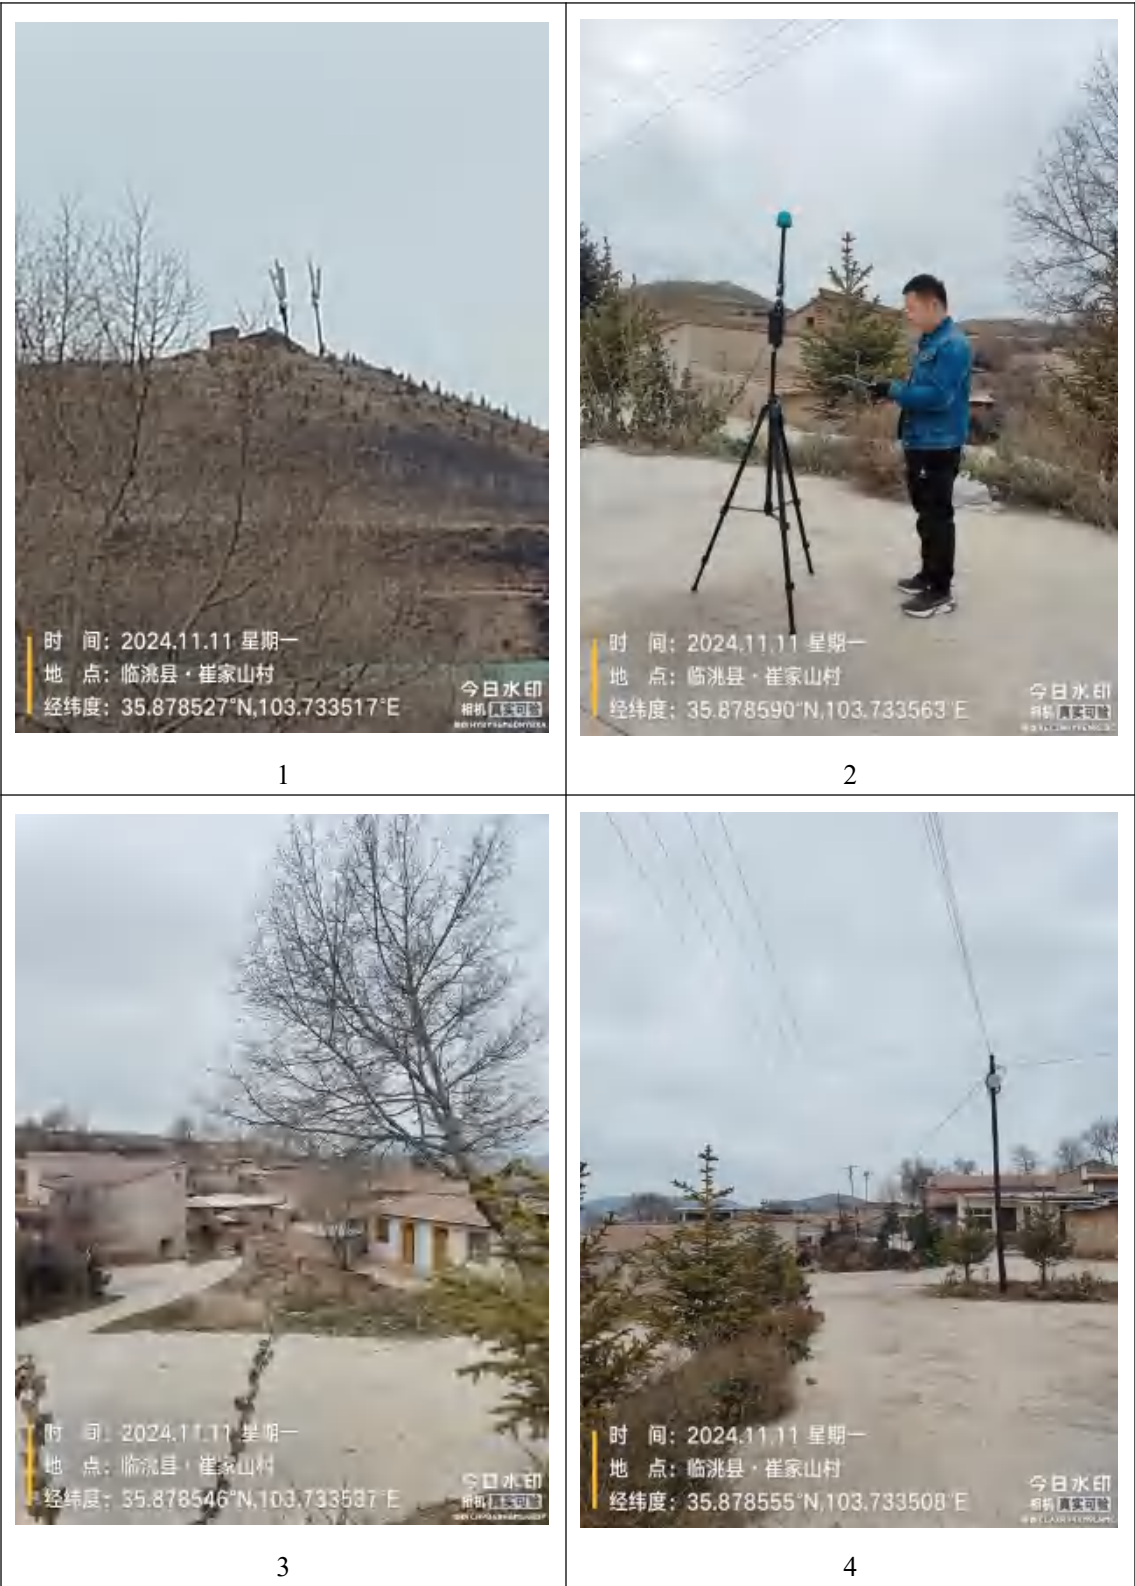 时 间：2024.11.11 星期一
地 点：临洮县·崔家山村
经纬度：35.878527°N,103.733517°E
今日水印
相机 真实可验
1
时 间：2024.11.11 星期一
地 点：临洮县·崔家山村
经纬度：35.878590°N,103.733563°E
今日水印
相机 真实可验
2
时 间：2024.11.11 星期一
地 点：临洮县·崔家山村
经纬度：35.878546°N,103.733537°E
今日水印
相机 真实可验
3
时 间：2024.11.11 星期一
地 点：临洮县·崔家山村
经纬度：35.878555°N,103.733508°E
今日水印
相机 真实可验
4